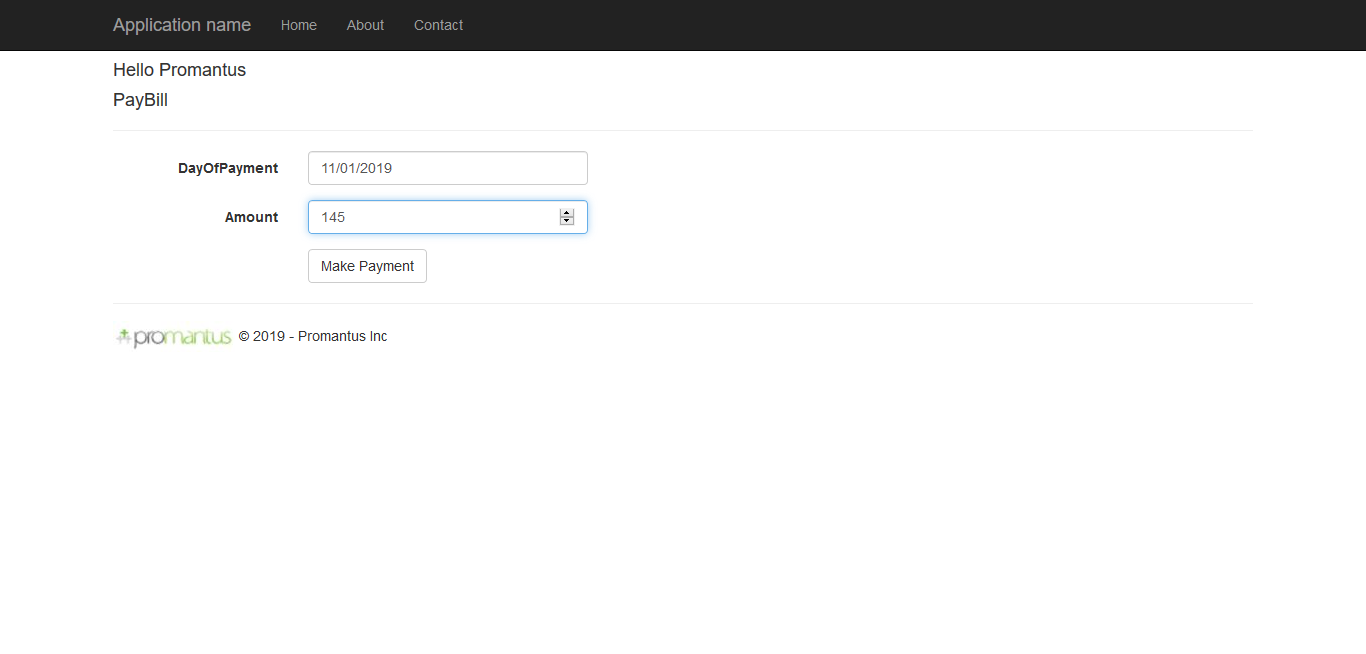 Application name Home About Contact
Hello Promantus
PayBill
DayOfPayment 11/01/2019
Amount 145
Make Payment
promantus © 2019 - Promantus Inc